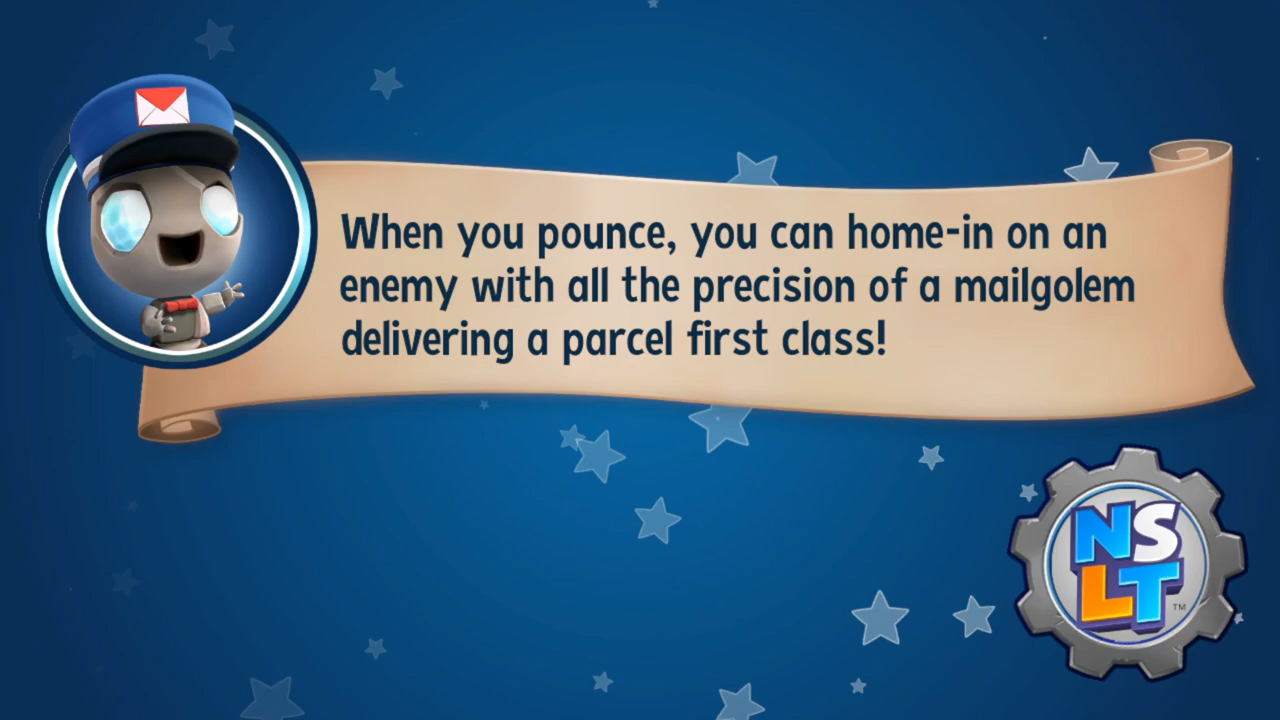 When you pounce, you can home-in on an
enemy with all the precision of a mailgolem
delivering a parcel first class!
NS
LT
TM